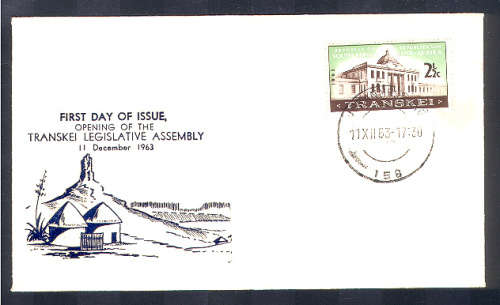 FIRST DAY OF ISSUE,
OPENING OF THE
TRANSKEI LEGISLATIVE ASSEMBLY
11 December 1963
1963
2½c
TRANSKEI
11 XII 63-17:30
156